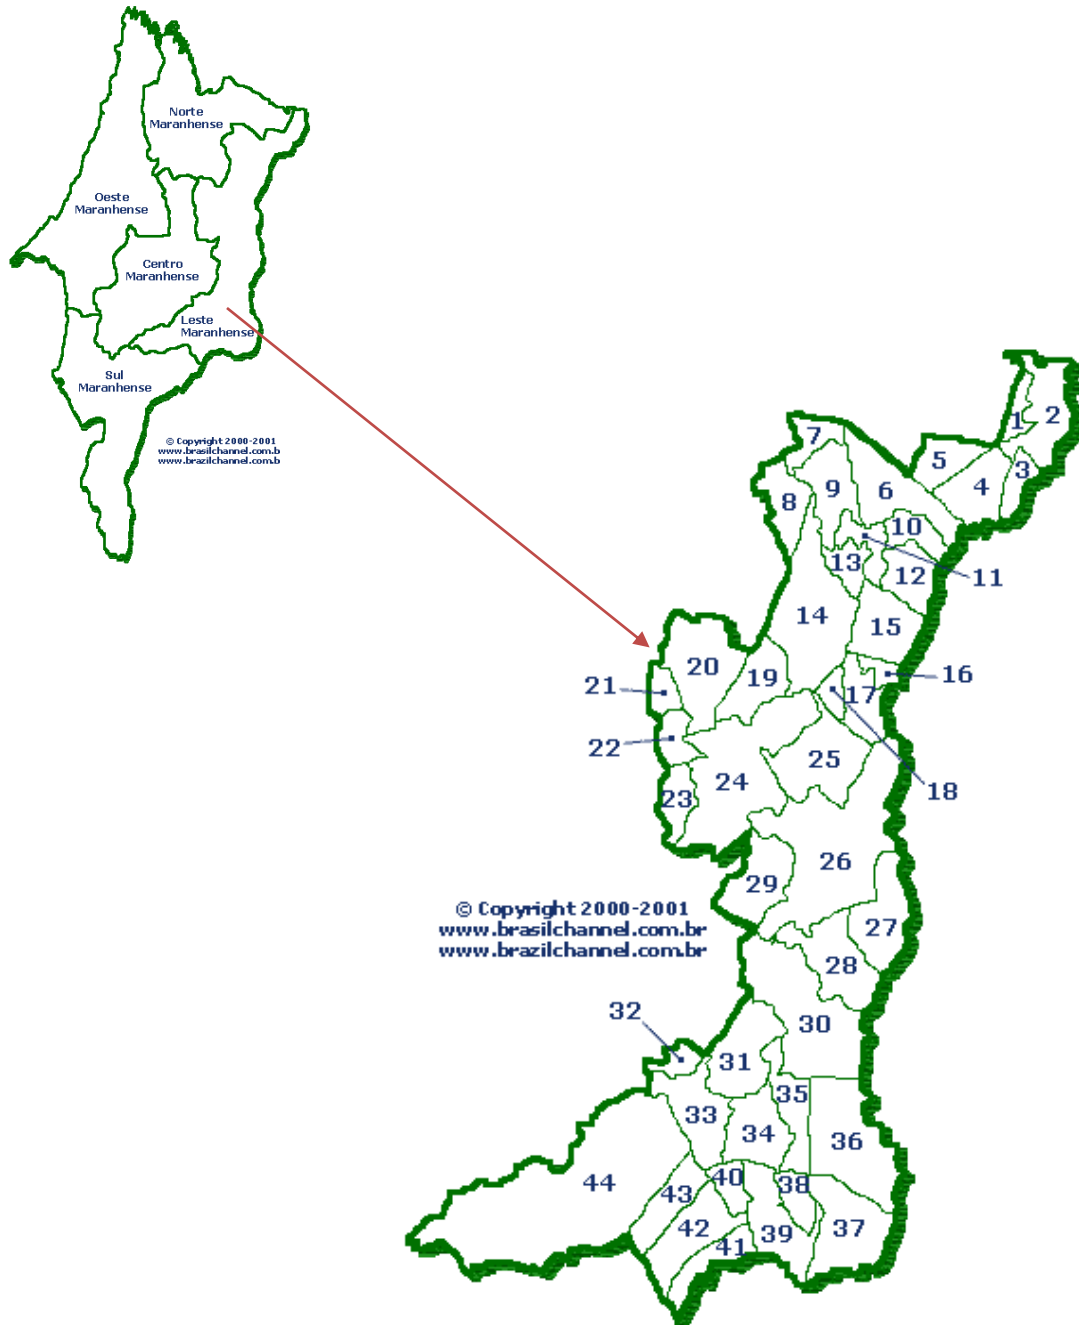 Norte
Maranhense
Oeste
Maranhense
Centro
Maranhense
Leste
Maranhense
Sul
Maranhense
© Copyright 2000-2001
www.brasilchannel.com.b
www.brazilchannel.com.b
1
2
3
4
5
6
7
8
9
10
11
12
13
14
15
16
17
18
19
20
21
22
23
24
25
26
27
28
29
© Copyright 2000-2001
www.brasilchannel.com.br
www.brazilchannel.com.br
30
31
32
33
34
35
36
37
38
39
40
41
42
43
44